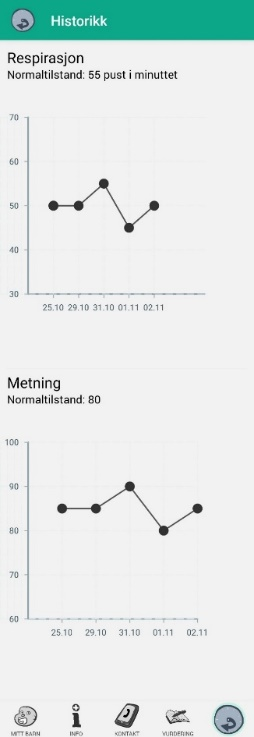 Historikk
Respirasjon
Normaltilstand: 55 pust i minuttet
70
60
50
40
30
25.10 29.10 31.10 01.11 02.11
Metning
Normaltilstand: 80
100
90
80
70
60
25.10 29.10 31.10 01.11 02.11
MITT BARN INFO KONTAKT VURDERING